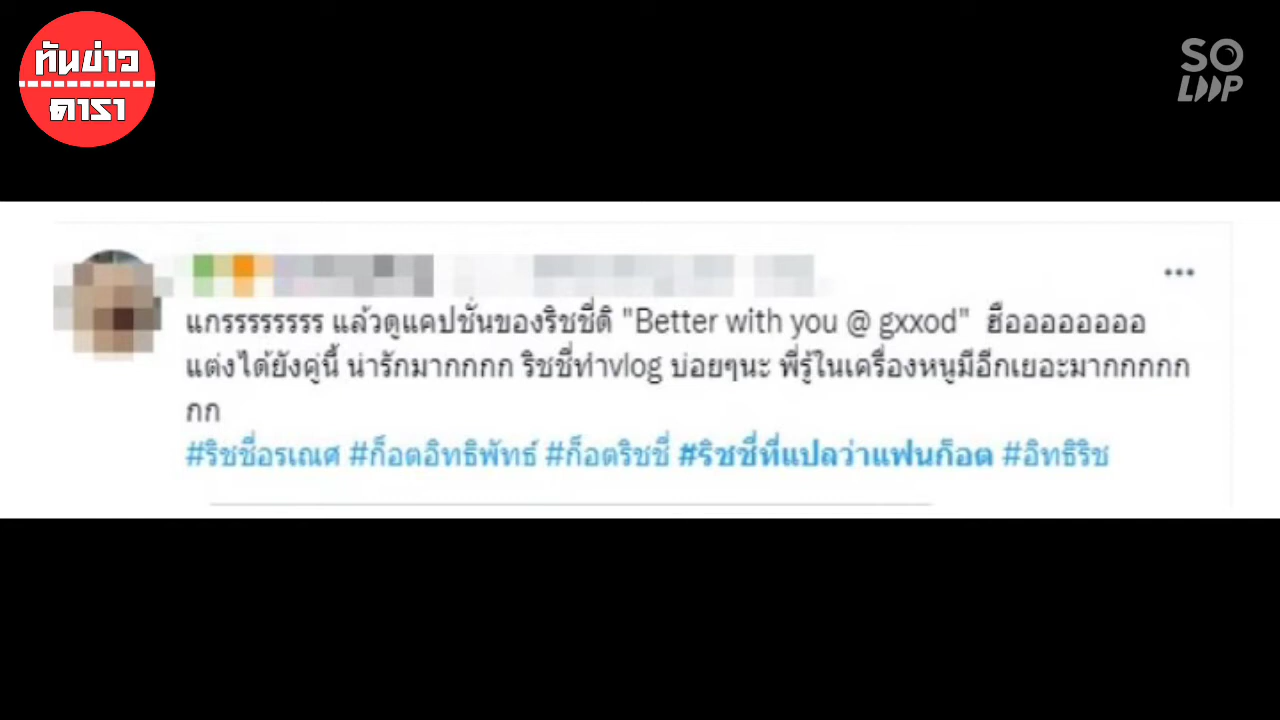 ทันข่าว
ดารา
SO
LOOP
แกรรรรรรรร แล้วดูแคปชั่นของริชชี่ดิ "Better with you @ gxxod" ฮือออออออออ
แต่งได้ยังคู่นี้ น่ารักมากกกก ริชชี่ทำvlog บ่อยๆนะ พี่รู้ในเครื่องหนูมีอีกเยอะมากกกกก
กก
#ริชชี่อรเณศ #ก็อตอิทธิพัทธ์ #ก็อตริชชี่ #ริชชี่ที่แปลว่าแฟนก็อต #อิทธิริช